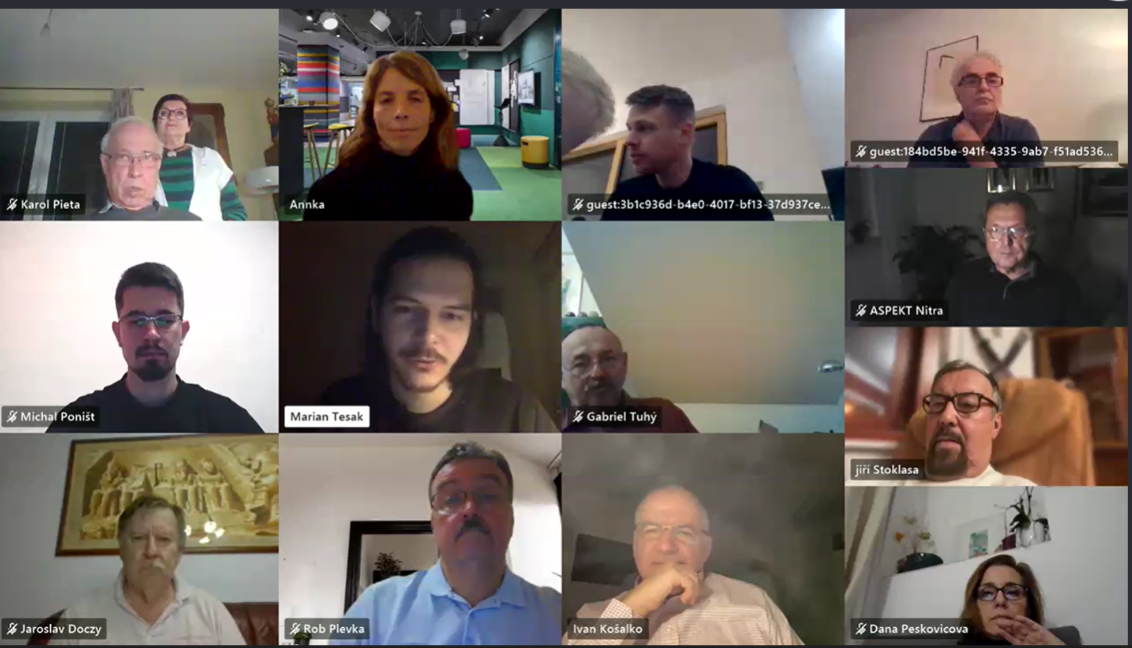 Karol Pieta
Annka
guest:3b1c936d-b4e0-4017-bf13-37d937ce...
guest:184bd5be-941f-4335-9ab7-f51ad536...
ASPEKT Nitra
Michal Poništ
Marian Tesak
Gabriel Tuhý
jiří Stoklasa
Jaroslav Doczy
Rob Plevka
Ivan Košalko
Dana Peskovicova